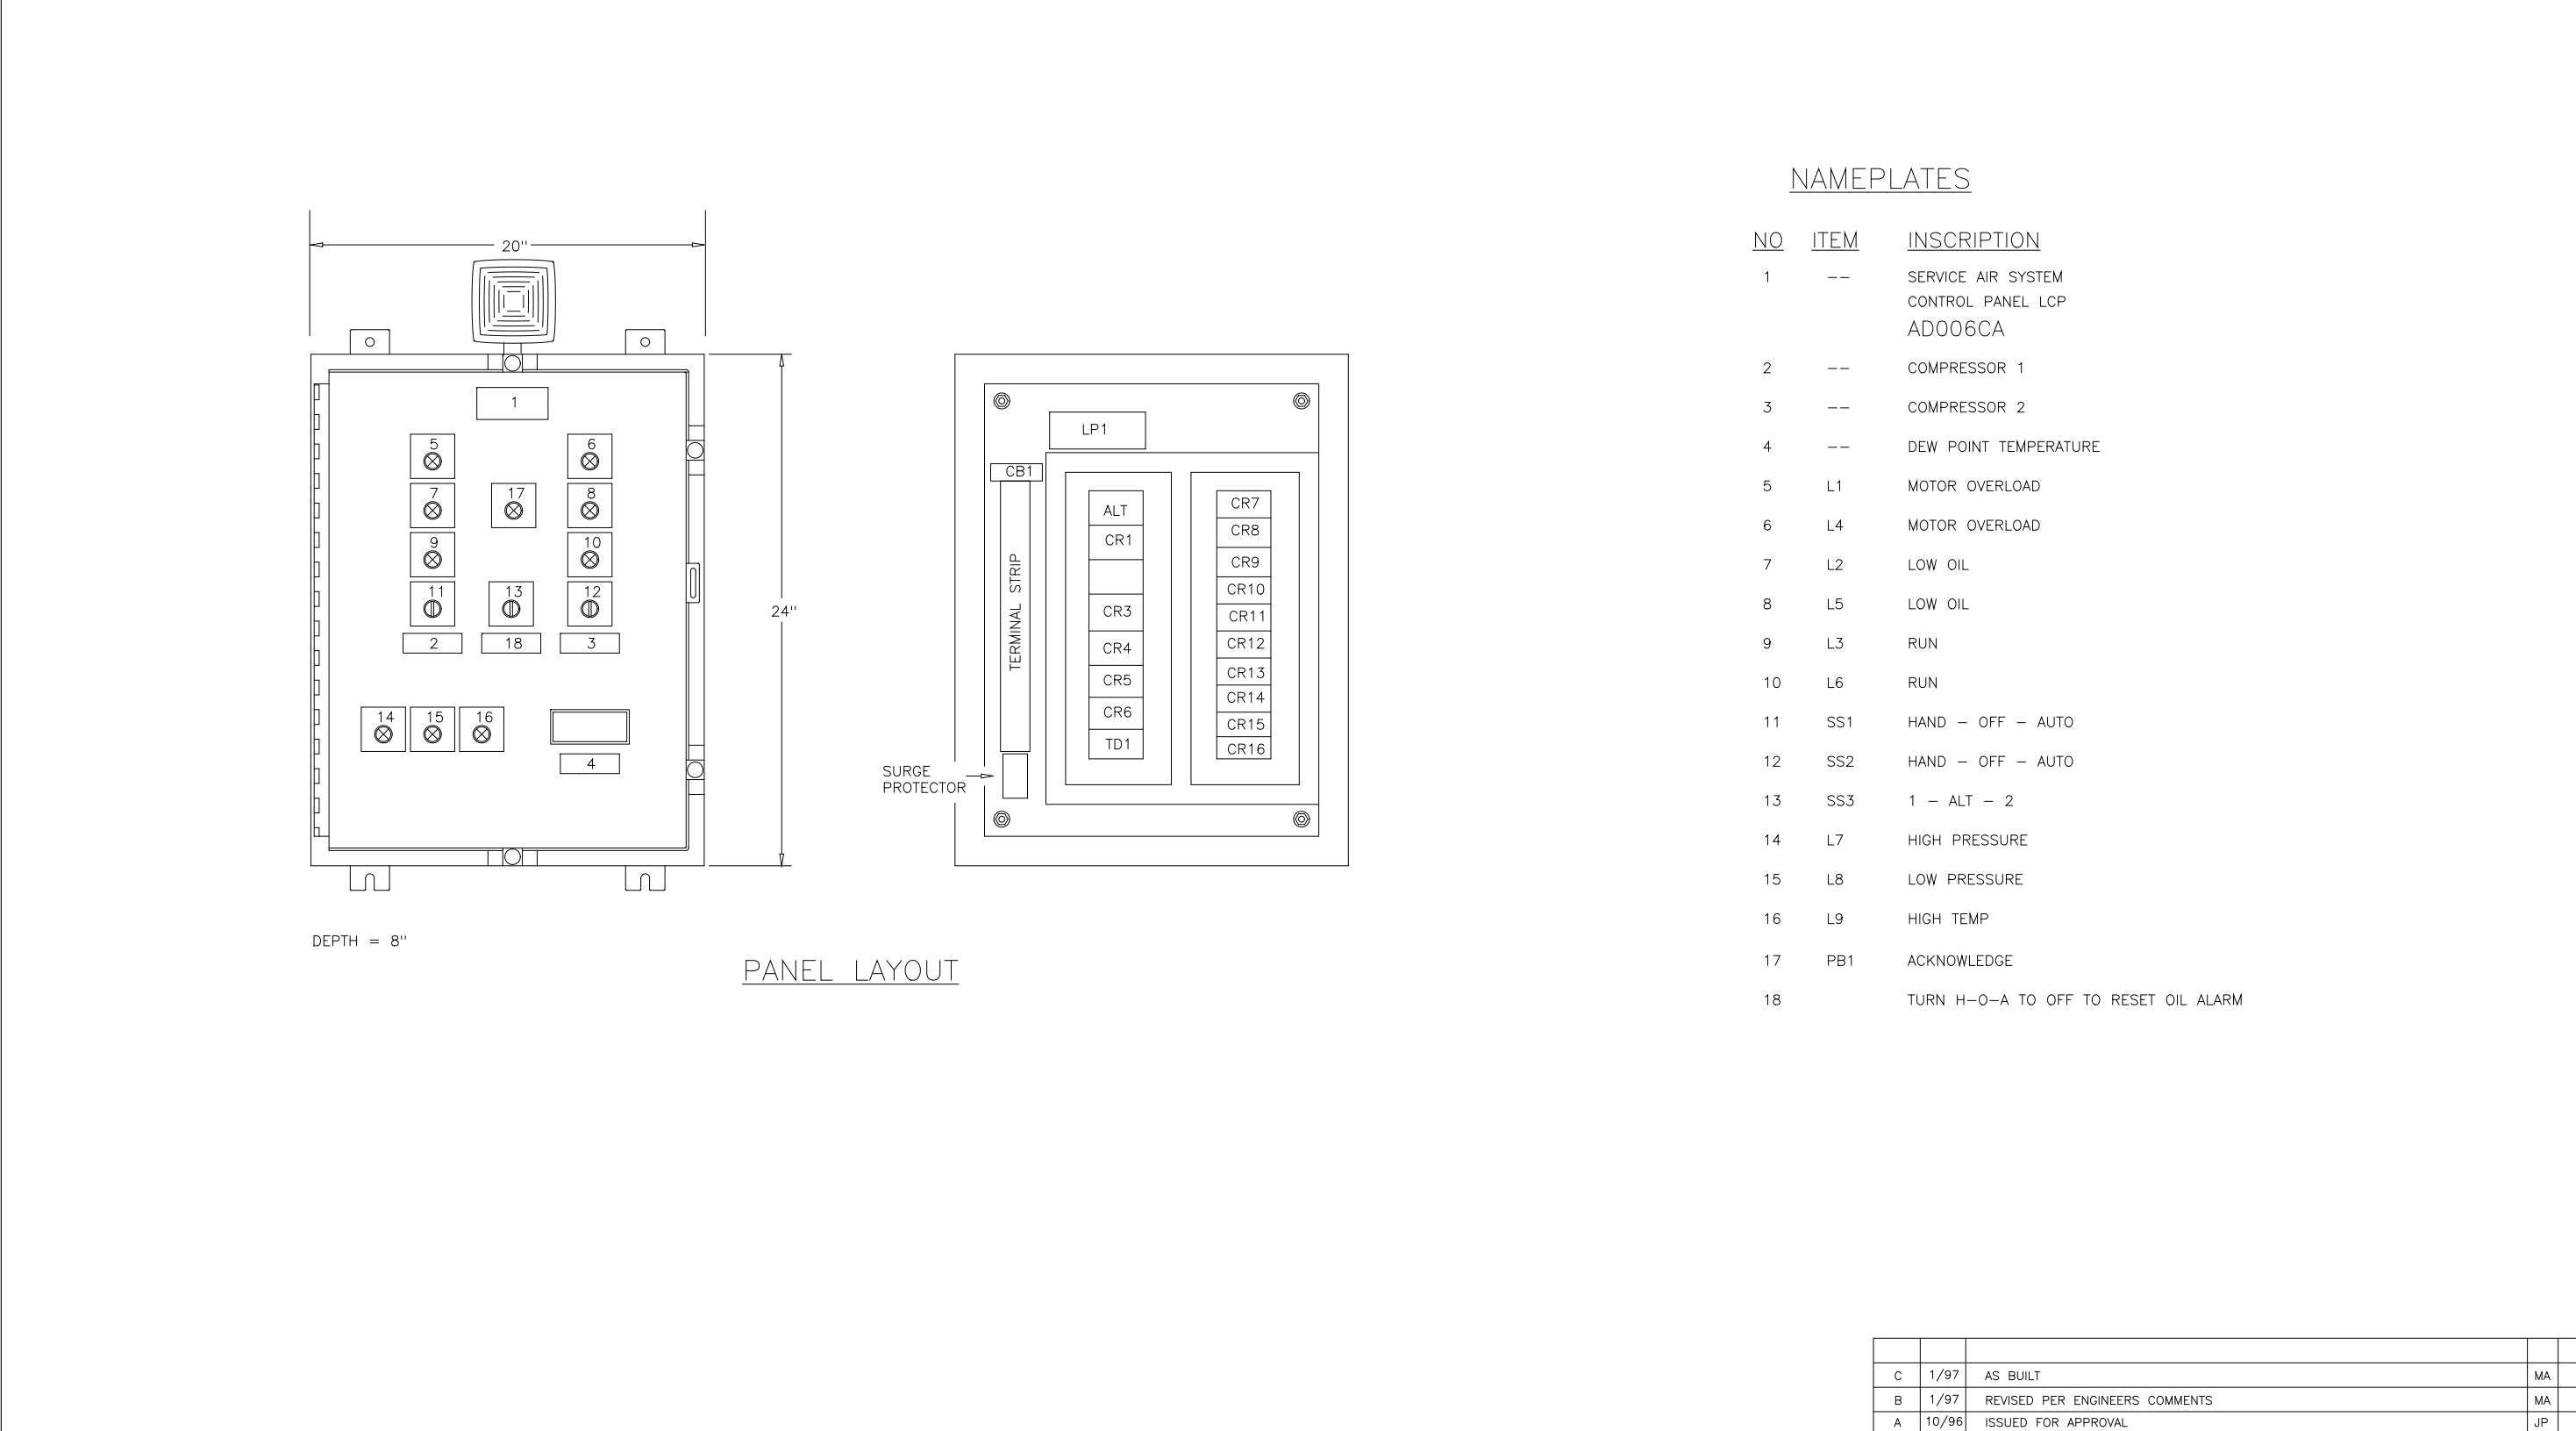 NAMEPLATES
NO ITEM INSCRIPTION
1 -- SERVICE AIR SYSTEM
CONTROL PANEL LCP
AD006CA
2 -- COMPRESSOR 1
3 -- COMPRESSOR 2
4 -- DEW POINT TEMPERATURE
5 L1 MOTOR OVERLOAD
6 L4 MOTOR OVERLOAD
7 L2 LOW OIL
8 L5 LOW OIL
9 L3 RUN
10 L6 RUN
11 SS1 HAND - OFF - AUTO
12 SS2 HAND - OFF - AUTO
13 SS3 1 - ALT - 2
14 L7 HIGH PRESSURE
15 L8 LOW PRESSURE
16 L9 HIGH TEMP
17 PB1 ACKNOWLEDGE
18 TURN H-O-A TO OFF TO RESET OIL ALARM
20"
24"
1
5
6
7
17
8
9
10
11
13
12
2
18
3
14
15
16
4
DEPTH = 8"
LP1
CB1
TERMINAL STRIP
SURGE
PROTECTOR
ALT
CR1
CR3
CR4
CR5
CR6
TD1
CR7
CR8
CR9
CR10
CR11
CR12
CR13
CR14
CR15
CR16
PANEL LAYOUT
C 1/97 AS BUILT MA
B 1/97 REVISED PER ENGINEERS COMMENTS MA
A 10/96 ISSUED FOR APPROVAL JP